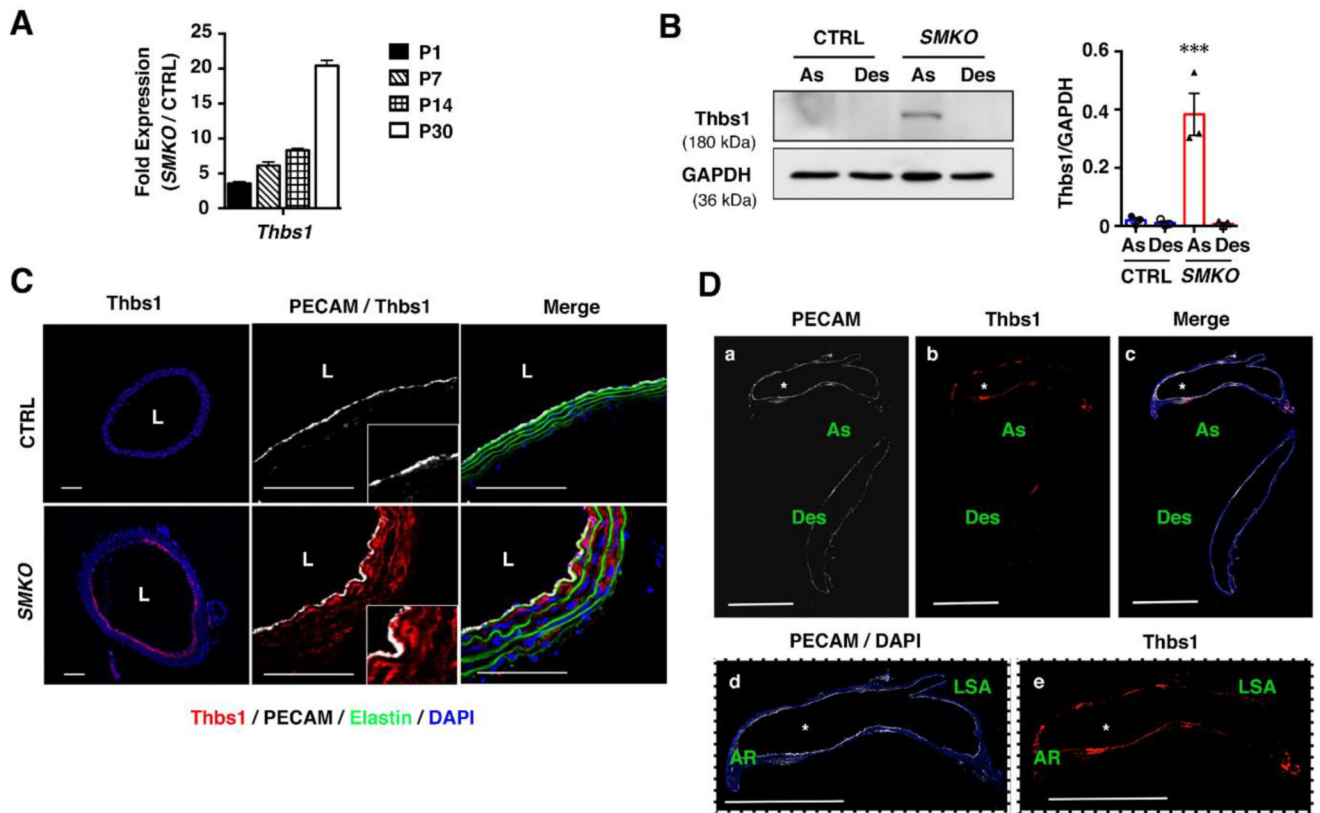 A
Fold Expression
(SMKO / CTRL)
25
20
15
10
5
0
Thbs1
P1
P7
P14
P30
B
CTRL SMKO
As Des As Des
Thbs1
(180 kDa)
GAPDH
(36 kDa)
Thbs1/GAPDH
0.6
0.4
0.2
0
***
As Des As Des
CTRL SMKO
C
Thbs1 PECAM / Thbs1 Merge
CTRL
L L L
SMKO
L L L
Thbs1 / PECAM / Elastin / DAPI
D
PECAM Thbs1 Merge
a b c
* * *
As As As
Des Des Des
PECAM / DAPI Thbs1
d LSA e LSA
* *
AR AR